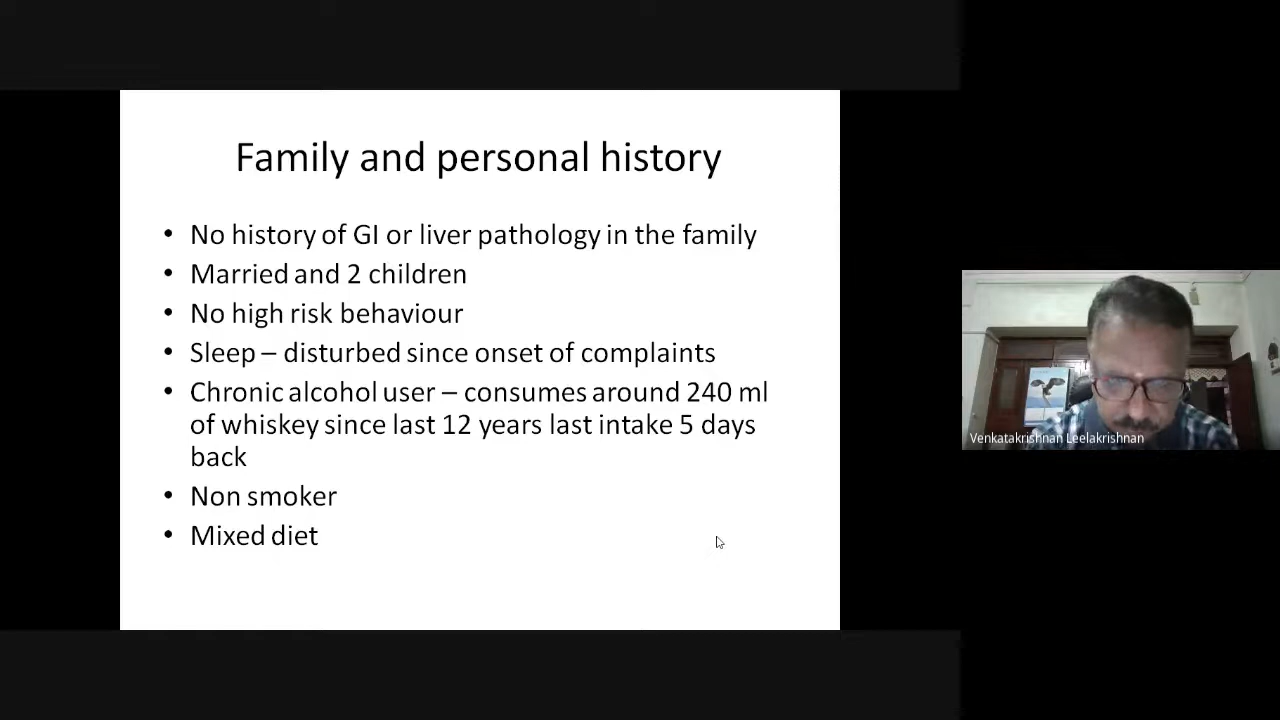 Family and personal history
• No history of GI or liver pathology in the family
• Married and 2 children
• No high risk behaviour
• Sleep – disturbed since onset of complaints
• Chronic alcohol user – consumes around 240 ml
of whiskey since last 12 years last intake 5 days
back
• Non smoker
• Mixed diet
Venkatakrishnan Leelakrishnan